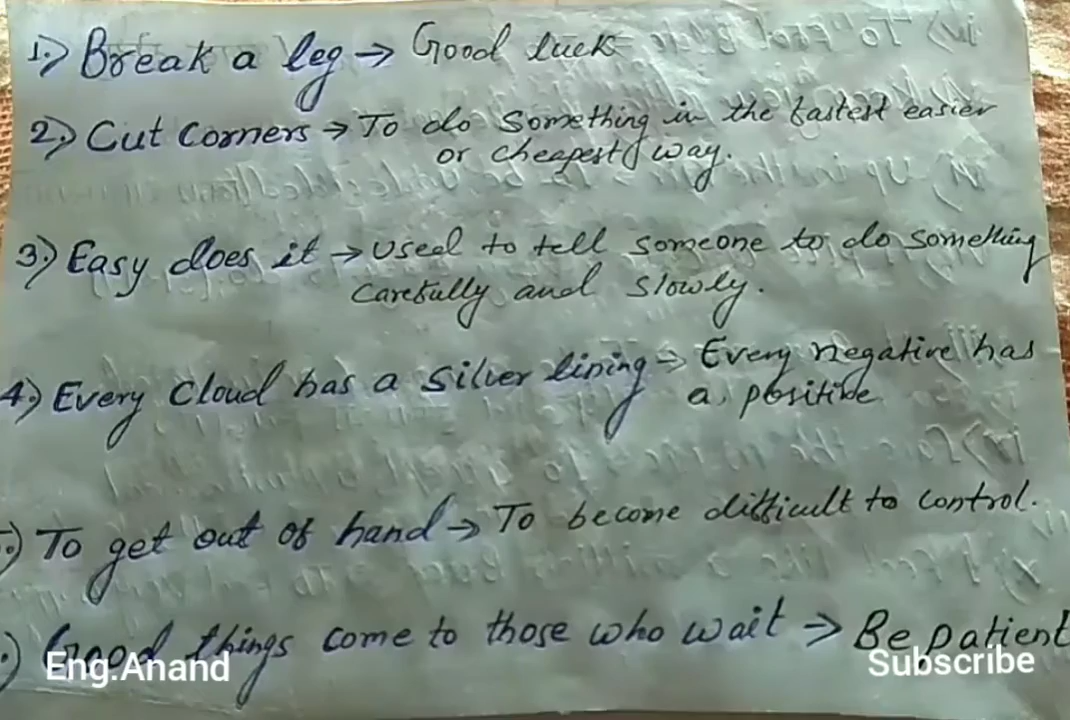 1.) Break a leg → Good luck
2.) Cut Corners → To do Something in the fastest easier
or cheapest way.
3.) Easy does it → Used to tell someone to do something
Carefully and Slowly.
4.) Every Cloud has a Silver lining → Every negative has
a positive
.) To get out of hand → To become difficult to Control.
.) Good things come to those who wait → Be patient
Eng.Anand
Subscribe